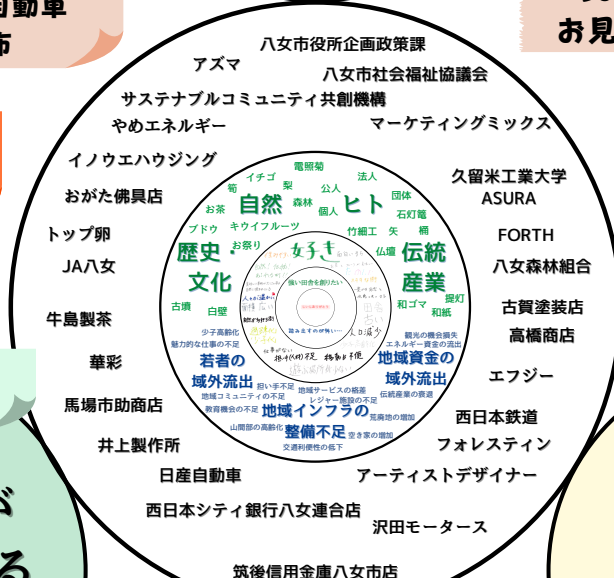 自動車
市
お見
八女市役所企画政策課
アズマ
八女市社会福祉協議会
サステナブルコミュニティ共創機構
やめエネルギー
マーケティングミックス
イノウエハウジング
久留米工業大学
ASURA
おがた佛具店
トップ卵
FORTH
JA八女
八女森林組合
牛島製茶
古賀塗装店
高橋商店
華彩
エフジー
馬場市助商店
西日本鉄道
井上製作所
フォレスティン
日産自動車
アーティストデザイナー
西日本シティ銀行八女連合店
沢田モータース
筑後信用金庫八女市店
電照菊
イチゴ
梨
法人
筍
公人
団体
自然
森林
ヒト
お茶
個人
石灯篭
ブドウ
キウイフルーツ
竹細工
矢
桶
歴史・
文化
お祭り
仏壇
伝統
産業
古墳
白壁
和ゴマ
提灯
和紙
強い田舎を創りたい
人口減少
少子高齢化
魅力的な仕事の不足
観光の機会損失
エネルギー資金の流出
若者の
域外流出
地域資金の
域外流出
担い手不足
地域サービスの格差
地域コミュニティの不足
レジャー施設の不足
伝統産業の衰退
教育機会の不足
地域インフラの
整備不足
荒廃地の増加
山間部の高齢化
空き家の増加
交通利便性の低下
が
る